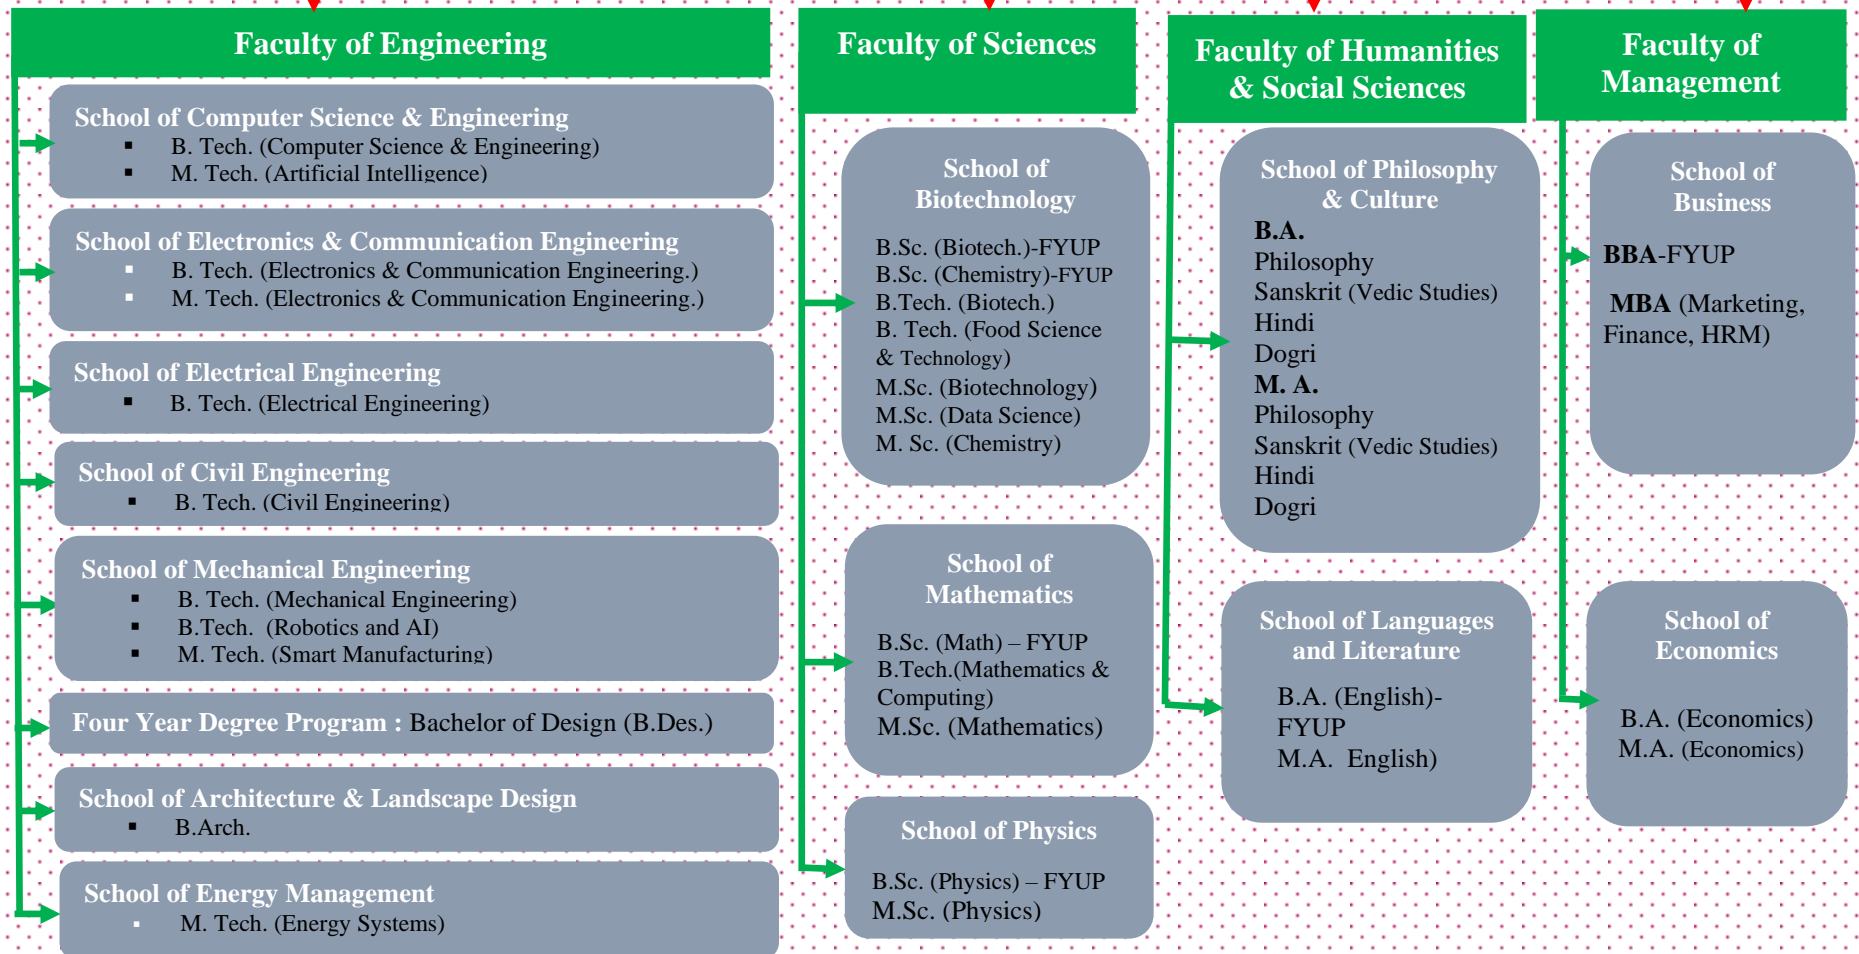 Faculty of Engineering
School of Computer Science & Engineering
▪ B. Tech. (Computer Science & Engineering)
▪ M. Tech. (Artificial Intelligence)
School of Electronics & Communication Engineering
▪ B. Tech. (Electronics & Communication Engineering.)
▪ M. Tech. (Electronics & Communication Engineering.)
School of Electrical Engineering
▪ B. Tech. (Electrical Engineering)
School of Civil Engineering
▪ B. Tech. (Civil Engineering)
School of Mechanical Engineering
▪ B. Tech. (Mechanical Engineering)
▪ B.Tech. (Robotics and AI)
▪ M. Tech. (Smart Manufacturing)
Four Year Degree Program : Bachelor of Design (B.Des.)
School of Architecture & Landscape Design
▪ B.Arch.
School of Energy Management
▪ M. Tech. (Energy Systems)
Faculty of Sciences
School of
Biotechnology
B.Sc. (Biotech.)-FYUP
B.Sc. (Chemistry)-FYUP
B.Tech. (Biotech.)
B. Tech. (Food Science
& Technology)
M.Sc. (Biotechnology)
M.Sc. (Data Science)
M. Sc. (Chemistry)
School of
Mathematics
B.Sc. (Math) – FYUP
B.Tech.(Mathematics &
Computing)
M.Sc. (Mathematics)
School of Physics
B.Sc. (Physics) – FYUP
M.Sc. (Physics)
Faculty of Humanities
& Social Sciences
School of Philosophy
& Culture
B.A.
Philosophy
Sanskrit (Vedic Studies)
Hindi
Dogri
M. A.
Philosophy
Sanskrit (Vedic Studies)
Hindi
Dogri
School of Languages
and Literature
B.A. (English)-
FYUP
M.A. English)
Faculty of
Management
School of
Business
BBA-FYUP
MBA (Marketing,
Finance, HRM)
School of
Economics
B.A. (Economics)
M.A. (Economics)